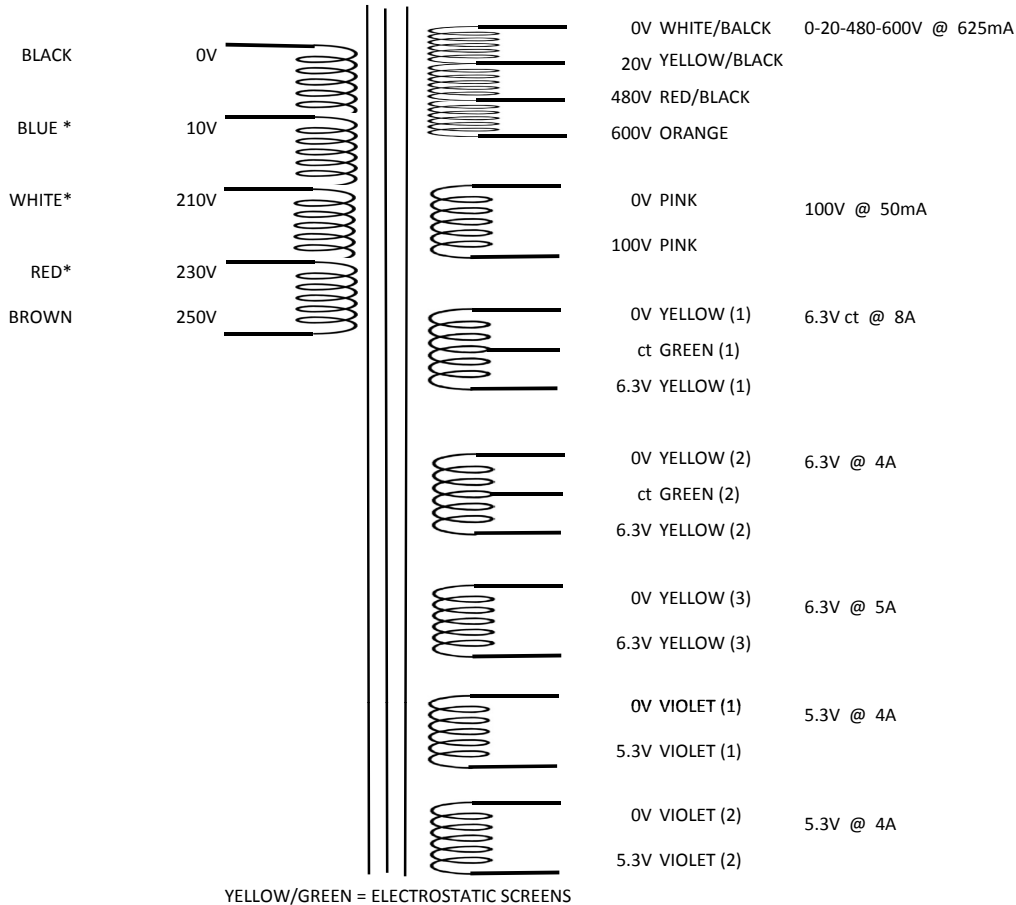 BLACK 0V
BLUE * 10V
WHITE* 210V
RED* 230V
BROWN 250V
0V WHITE/BALCK 0-20-480-600V @ 625mA
20V YELLOW/BLACK
480V RED/BLACK
600V ORANGE
0V PINK 100V @ 50mA
100V PINK
0V YELLOW (1) 6.3V ct @ 8A
ct GREEN (1)
6.3V YELLOW (1)
0V YELLOW (2) 6.3V @ 4A
ct GREEN (2)
6.3V YELLOW (2)
0V YELLOW (3) 6.3V @ 5A
6.3V YELLOW (3)
0V VIOLET (1) 5.3V @ 4A
5.3V VIOLET (1)
0V VIOLET (2) 5.3V @ 4A
5.3V VIOLET (2)
YELLOW/GREEN = ELECTROSTATIC SCREENS